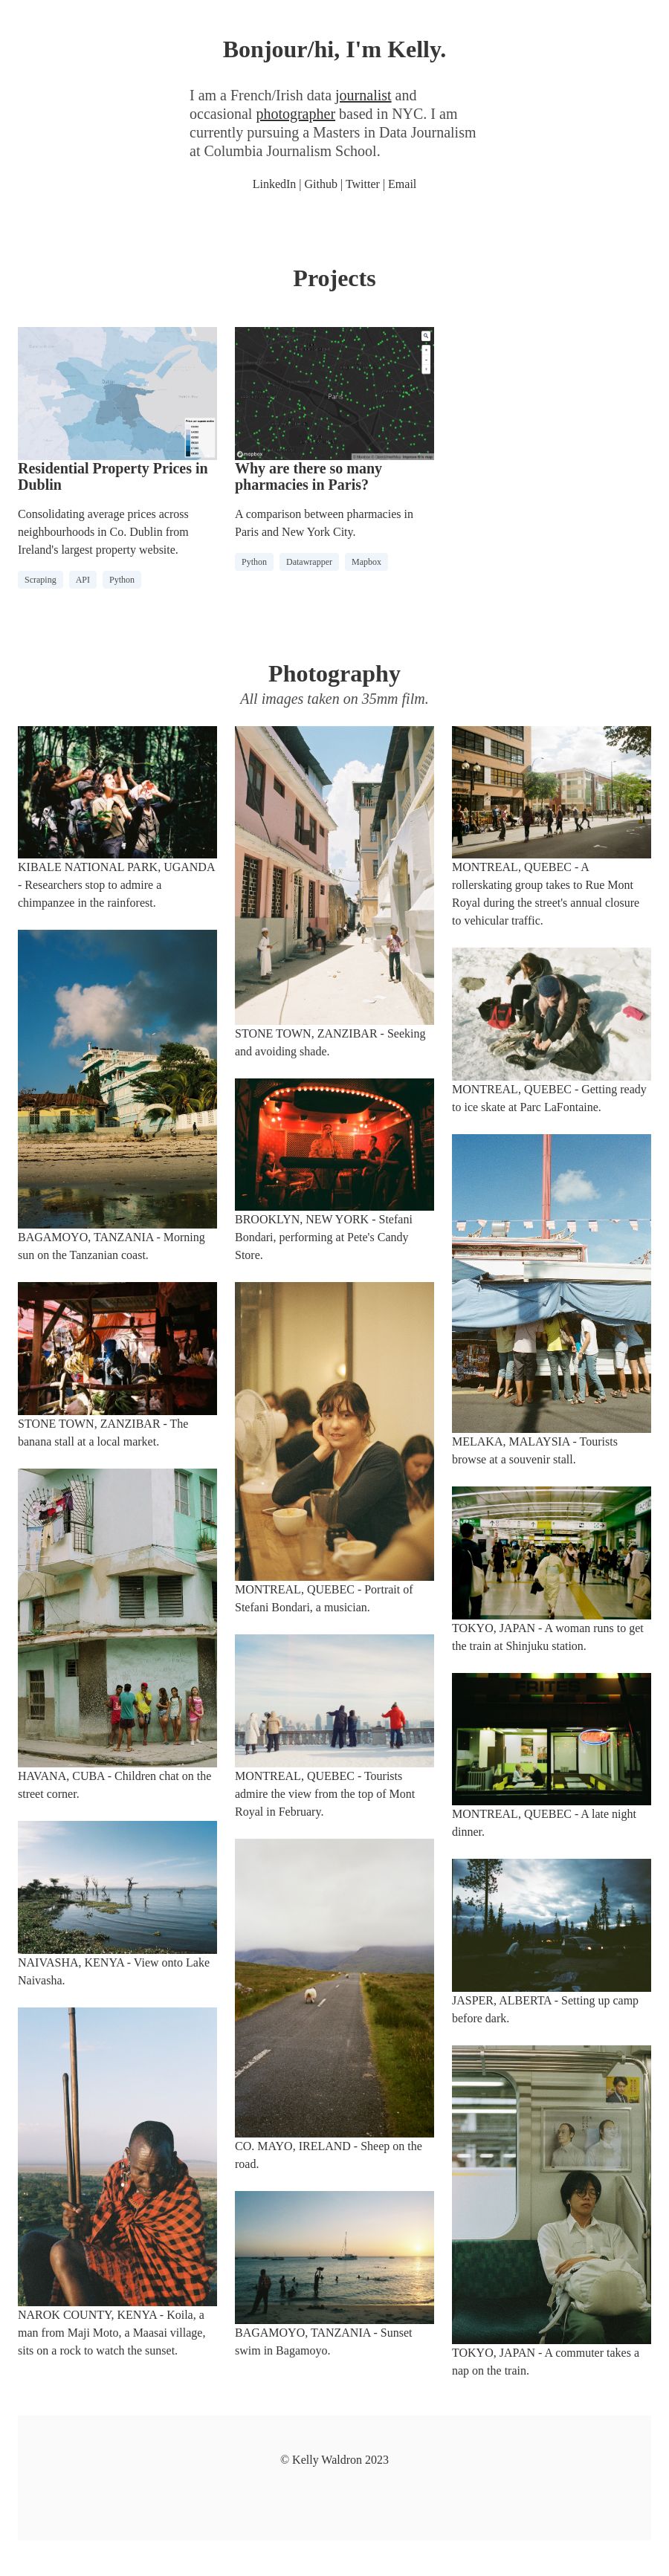 Bonjour/hi, I'm Kelly.
I am a French/Irish data journalist and
occasional photographer based in NYC. I am
currently pursuing a Masters in Data Journalism
at Columbia Journalism School.
LinkedIn | Github | Twitter | Email
Projects
Paris
mapbox
Residential Property Prices in
Dublin
Consolidating average prices across
neighbourhoods in Co. Dublin from
Ireland's largest property website.
Scraping API Python
Why are there so many
pharmacies in Paris?
A comparison between pharmacies in
Paris and New York City.
Python Datawrapper Mapbox
Photography
All images taken on 35mm film.
KIBALE NATIONAL PARK, UGANDA
- Researchers stop to admire a
chimpanzee in the rainforest.
BAGAMOYO, TANZANIA - Morning
sun on the Tanzanian coast.
STONE TOWN, ZANZIBAR - The
banana stall at a local market.
HAVANA, CUBA - Children chat on the
street corner.
NAIVASHA, KENYA - View onto Lake
Naivasha.
NAROK COUNTY, KENYA - Koila, a
man from Maji Moto, a Maasai village,
sits on a rock to watch the sunset.
STONE TOWN, ZANZIBAR - Seeking
and avoiding shade.
BROOKLYN, NEW YORK - Stefani
Bondari, performing at Pete's Candy
Store.
MONTREAL, QUEBEC - Portrait of
Stefani Bondari, a musician.
MONTREAL, QUEBEC - Tourists
admire the view from the top of Mont
Royal in February.
CO. MAYO, IRELAND - Sheep on the
road.
BAGAMOYO, TANZANIA - Sunset
swim in Bagamoyo.
MONTREAL, QUEBEC - A
rollerskating group takes to Rue Mont
Royal during the street's annual closure
to vehicular traffic.
MONTREAL, QUEBEC - Getting ready
to ice skate at Parc LaFontaine.
MELAKA, MALAYSIA - Tourists
browse at a souvenir stall.
TOKYO, JAPAN - A woman runs to get
the train at Shinjuku station.
FRITES
MONTREAL, QUEBEC - A late night
dinner.
JASPER, ALBERTA - Setting up camp
before dark.
TOKYO, JAPAN - A commuter takes a
nap on the train.
© Kelly Waldron 2023